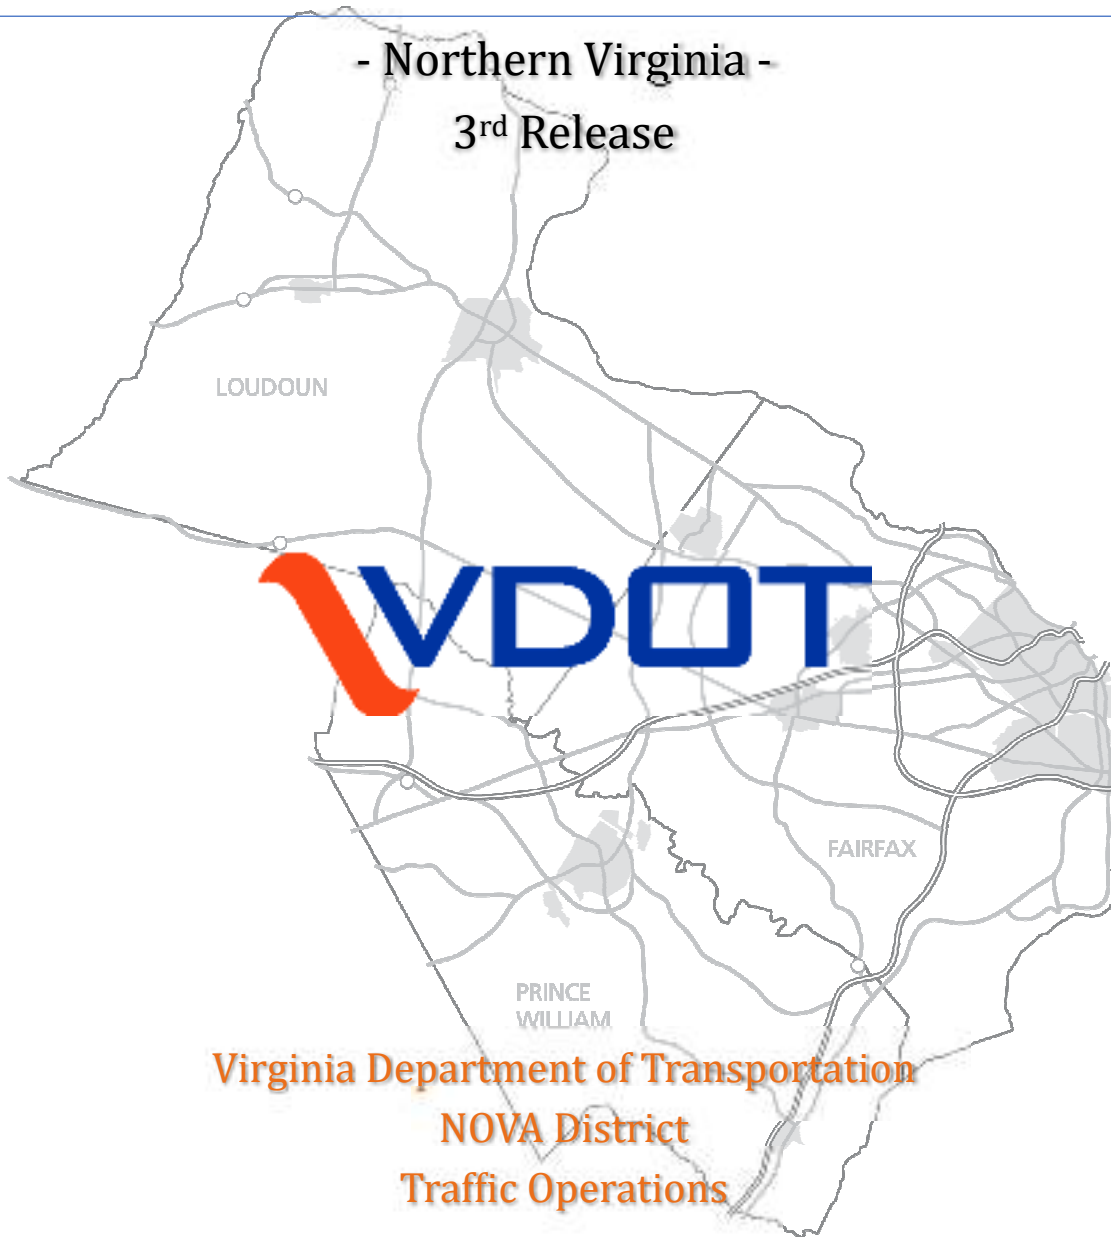 - Northern Virginia -
3rd Release
LOUDOUN
VDOT
FAIRFAX
PRINCE
WILLIAM
Virginia Department of Transportation
NOVA District
Traffic Operations